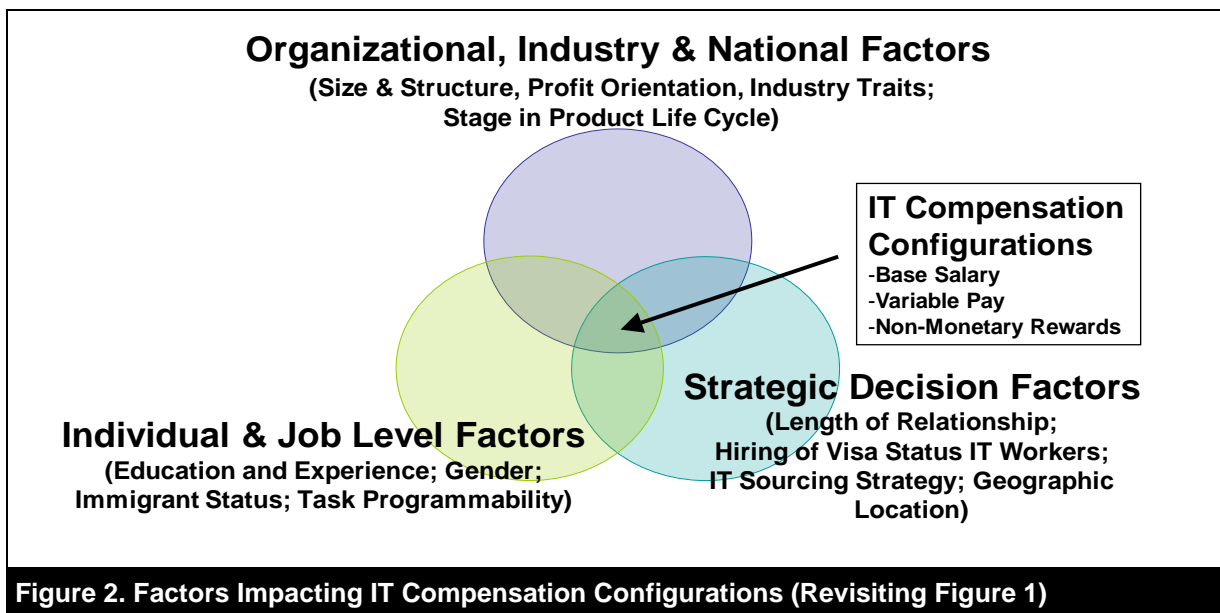 Organizational, Industry & National Factors
(Size & Structure, Profit Orientation, Industry Traits;
Stage in Product Life Cycle)
IT Compensation
Configurations
-Base Salary
-Variable Pay
-Non-Monetary Rewards
Strategic Decision Factors
(Length of Relationship;
Hiring of Visa Status IT Workers;
IT Sourcing Strategy; Geographic
Location)
Individual & Job Level Factors
(Education and Experience; Gender;
Immigrant Status; Task Programmability)
Figure 2. Factors Impacting IT Compensation Configurations (Revisiting Figure 1)